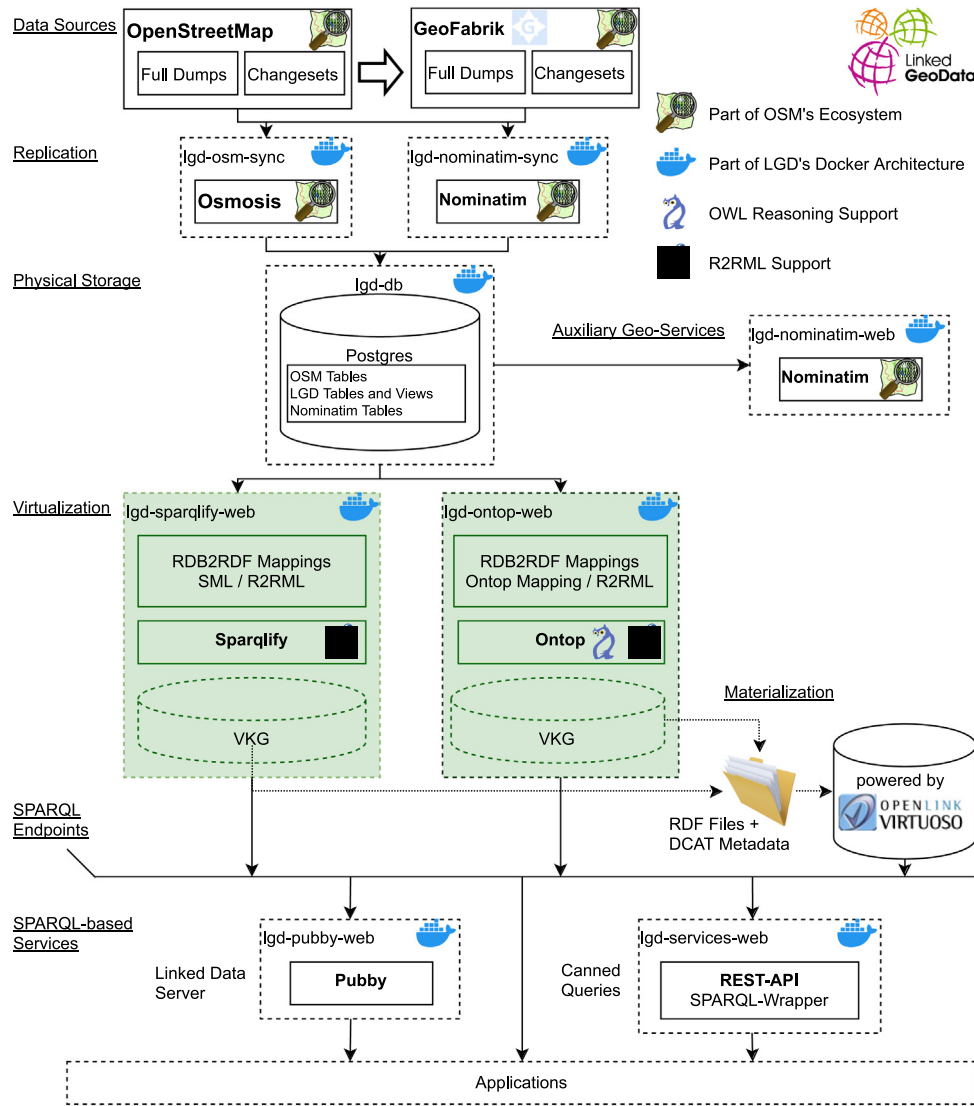 Data Sources
OpenStreetMap
Full Dumps
Changesets
GeoFabrik
G
Full Dumps
Changesets
Linked
GeoData
Part of OSM's Ecosystem
Part of LGD's Docker Architecture
OWL Reasoning Support
R2RML Support
Replication
lgd-osm-sync
Osmosis
lgd-nominatim-sync
Nominatim
Physical Storage
lgd-db
Postgres
OSM Tables
LGD Tables and Views
Nominatim Tables
Auxiliary Geo-Services
lgd-nominatim-web
Nominatim
Virtualization
lgd-sparqlify-web
RDB2RDF Mappings
SML / R2RML
Sparqlify
VKG
lgd-ontop-web
RDB2RDF Mappings
Ontop Mapping / R2RML
Ontop
VKG
Materialization
RDF Files +
DCAT Metadata
powered by
OPENLINK
VIRTUOSO
SPARQL
Endpoints
SPARQL-based
Services
Linked Data
Server
lgd-pubby-web
Pubby
Canned
Queries
lgd-services-web
REST-API
SPARQL-Wrapper
Applications